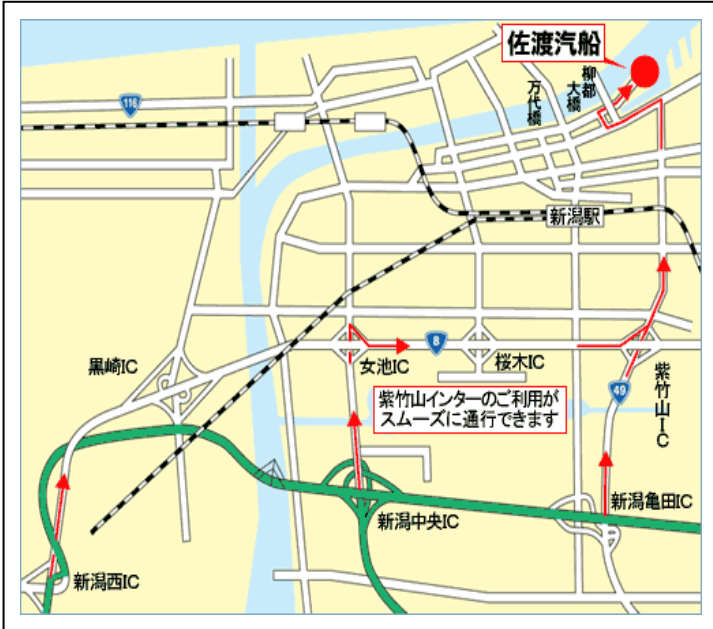 佐渡汽船
柳都
大橋
万代橋
116
新潟駅
黒崎IC
女池IC
8
桜木IC
紫竹山IC
49
紫竹山インターのご利用が
スムーズに通行できます
新潟亀田IC
新潟中央IC
新潟西IC